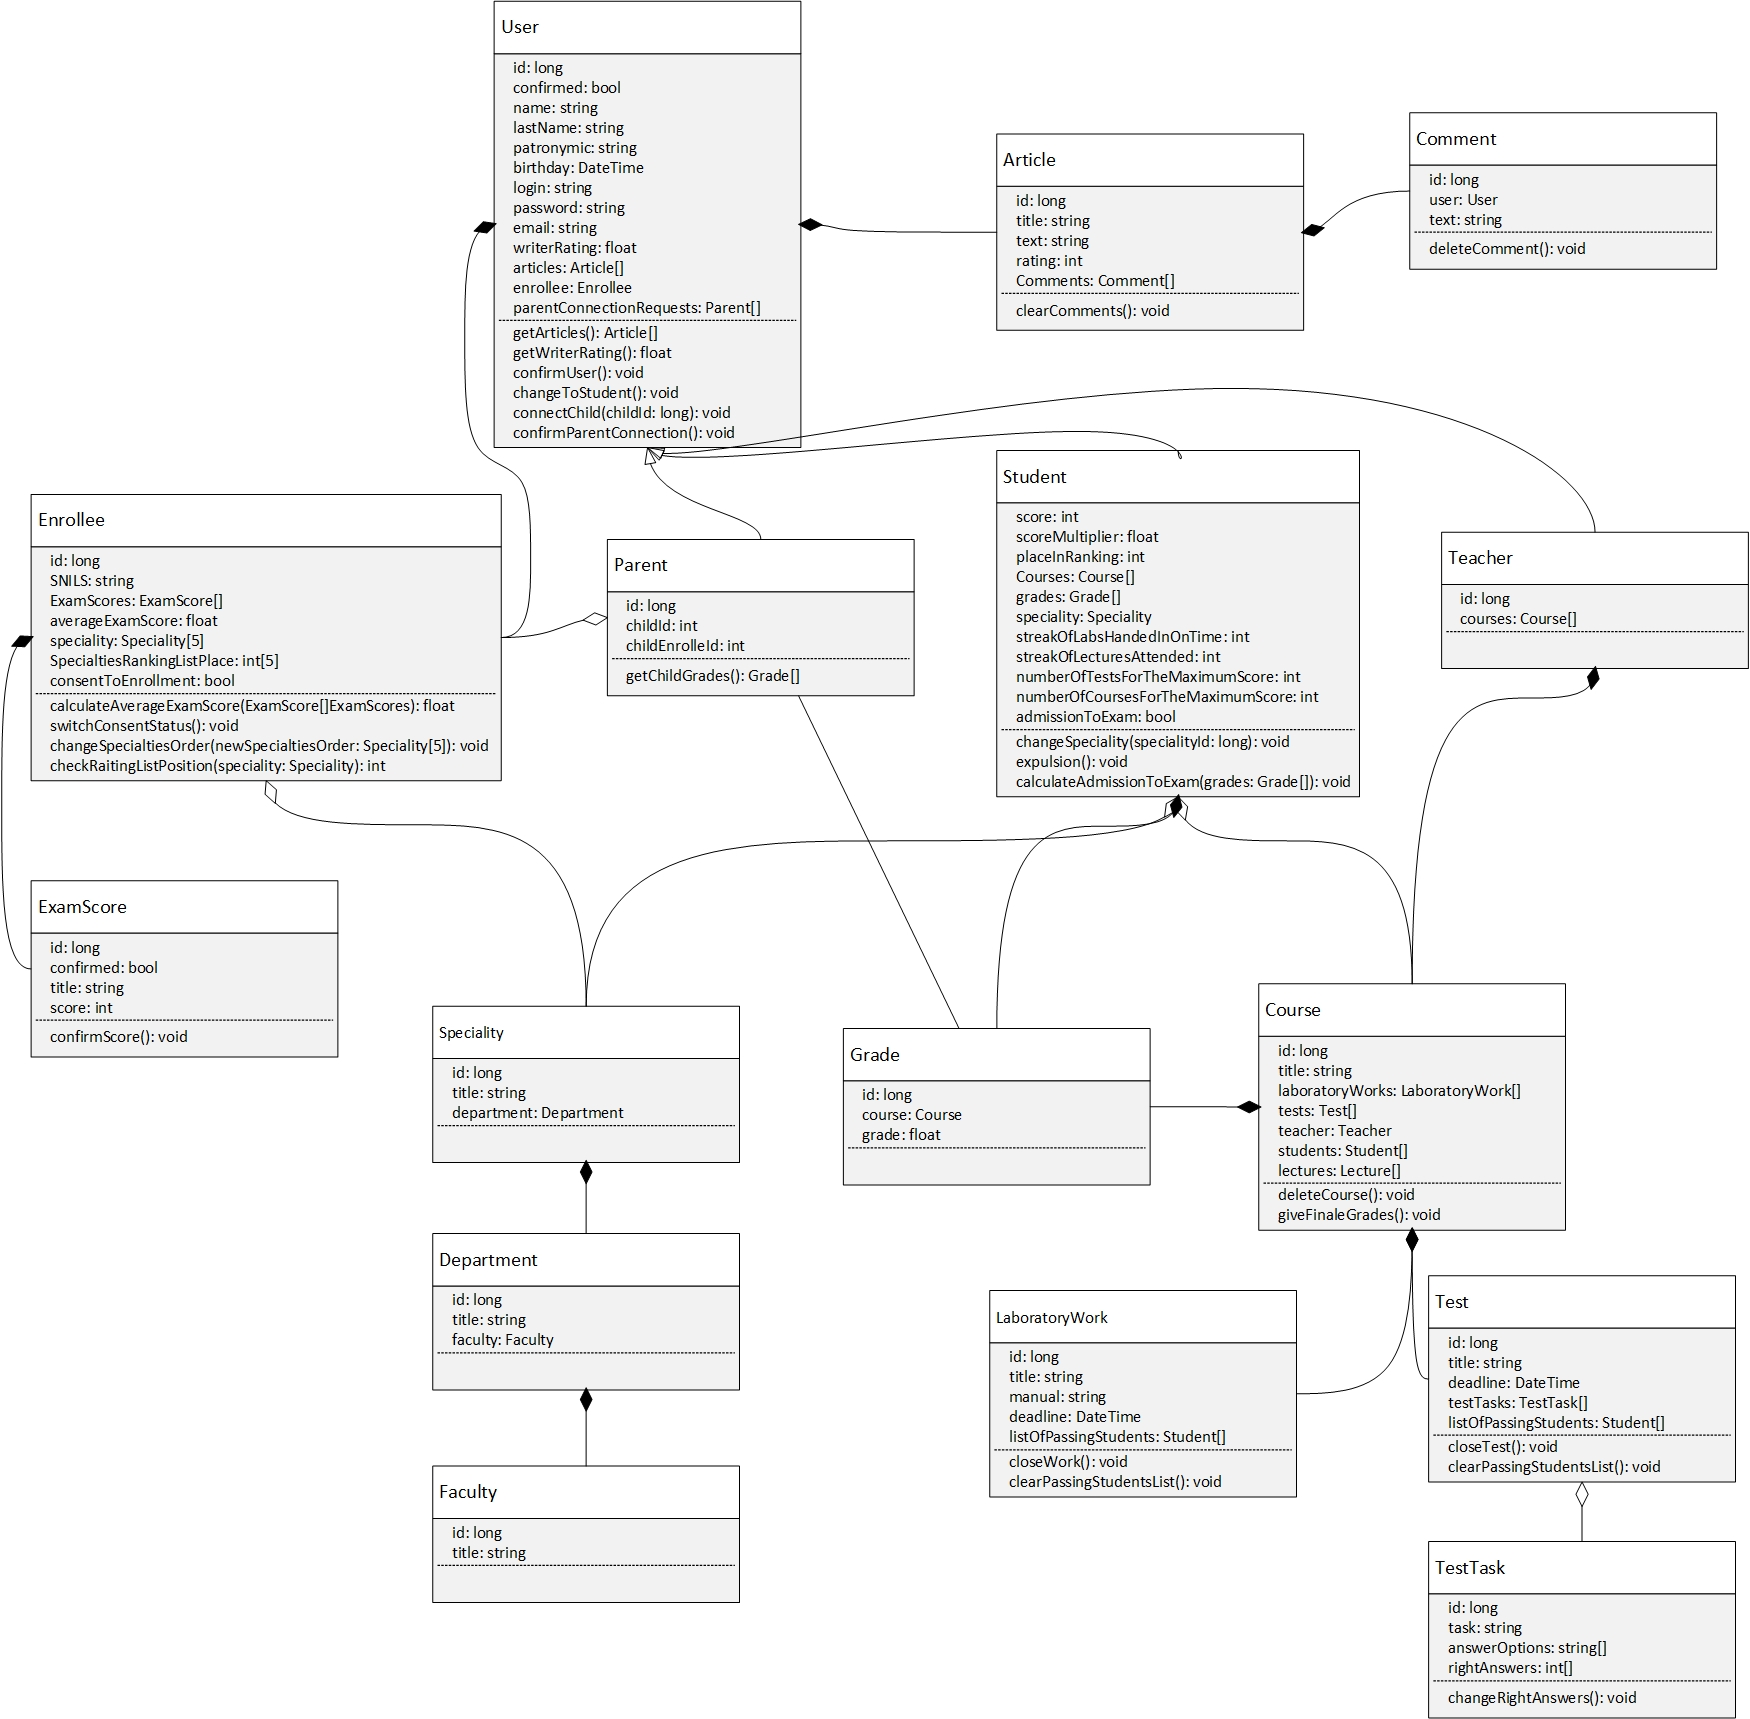 User
id: long
confirmed: bool
name: string
lastName: string
patronymic: string
birthday: DateTime
login: string
password: string
email: string
writerRating: float
articles: Article[]
enrollee: Enrollee
parentConnectionRequests: Parent[]
getArticles(): Article[]
getWriterRating(): float
confirmUser(): void
changeToStudent(): void
connectChild(childId: long): void
confirmParentConnection(): void
Article
id: long
title: string
text: string
rating: int
Comments: Comment[]
clearComments(): void
Comment
id: long
user: User
text: string
deleteComment(): void
Enrollee
id: long
SNILS: string
ExamScores: ExamScore[]
averageExamScore: float
speciality: Speciality[5]
SpecialtiesRankingListPlace: int[5]
consentToEnrollment: bool
calculateAverageExamScore(ExamScore[]ExamScores): float
switchConsentStatus(): void
changeSpecialtiesOrder(newSpecialtiesOrder: Speciality[5]): void
checkRaitingListPosition(speciality: Speciality): int
Parent
id: long
childId: int
childEnrolleId: int
getChildGrades(): Grade[]
Student
score: int
scoreMultiplier: float
placeInRanking: int
Courses: Course[]
grades: Grade[]
speciality: Speciality
streakOfLabsHandedInOnTime: int
streakOfLecturesAttended: int
numberOfTestsForTheMaximumScore: int
numberOfCoursesForTheMaximumScore: int
admissionToExam: bool
changeSpeciality(specialityId: long): void
expulsion(): void
calculateAdmissionToExam(grades: Grade[]): void
Teacher
id: long
courses: Course[]
ExamScore
id: long
confirmed: bool
title: string
score: int
confirmScore(): void
Speciality
id: long
title: string
department: Department
Grade
id: long
course: Course
grade: float
Course
id: long
title: string
laboratoryWorks: LaboratoryWork[]
tests: Test[]
teacher: Teacher
students: Student[]
lectures: Lecture[]
deleteCourse(): void
giveFinaleGrades(): void
Department
id: long
title: string
faculty: Faculty
LaboratoryWork
id: long
title: string
manual: string
deadline: DateTime
listOfPassingStudents: Student[]
closeWork(): void
clearPassingStudentsList(): void
Test
id: long
title: string
deadline: DateTime
testTasks: TestTask[]
listOfPassingStudents: Student[]
closeTest(): void
clearPassingStudentsList(): void
Faculty
id: long
title: string
TestTask
id: long
task: string
answerOptions: string[]
rightAnswers: int[]
changeRightAnswers(): void